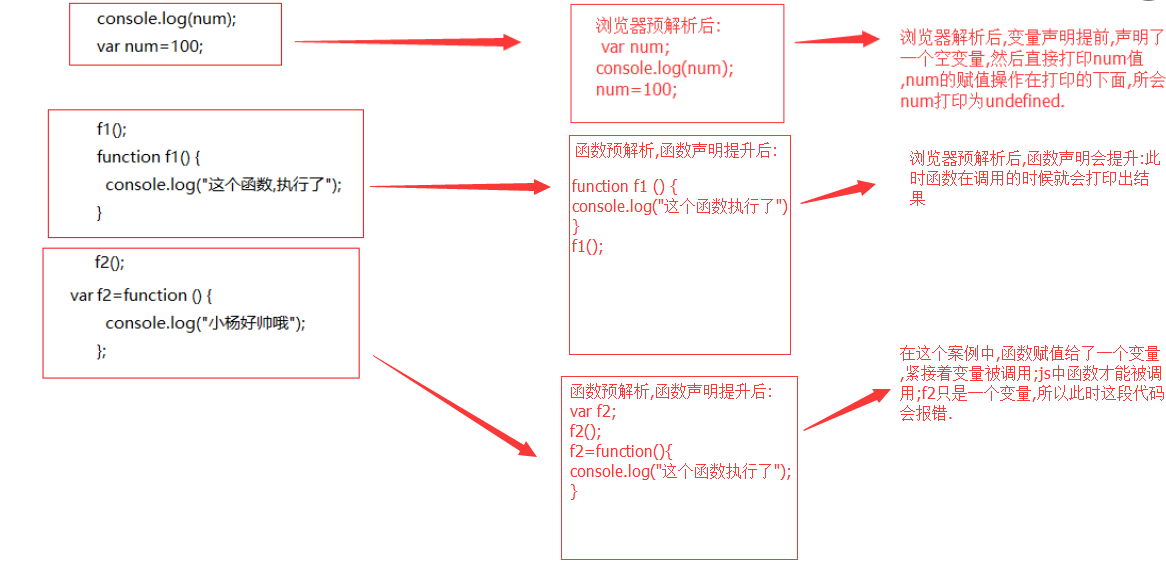 console.log(num);
var num=100;
浏览器预解析后:
var num;
console.log(num);
num=100;
浏览器解析后,变量声明提前,声明了
一个空变量,然后直接打印num值
,num的赋值操作在打印的下面,所会
num打印为undefined.
f1();
function f1() {
console.log("这个函数,执行了");
}
函数预解析,函数声明提升后:
function f1 () {
console.log("这个函数执行了")
}
f1();
浏览器预解析后,函数声明会提升:此
时函数在调用的时候就会打印出结
果
f2();
var f2=function () {
console.log("小杨好帅哦");
};
函数预解析,函数声明提升后:
var f2;
f2();
f2=function(){
console.log("这个函数执行了");
}
在这个案例中,函数赋值给了一个变量
,紧接着变量被调用;js中函数才能被调
用;f2只是一个变量,所以此时这段代码
会报错.